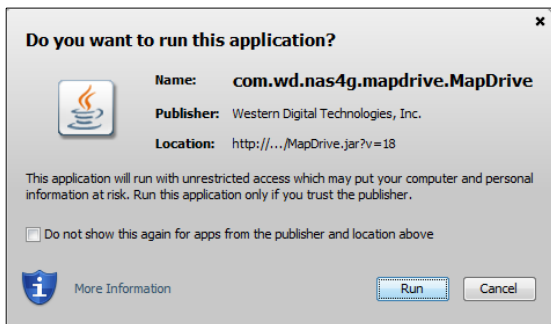 Do you want to run this application?
Name: com.wd.nas4g.mapdrive.MapDrive
Publisher: Western Digital Technologies, Inc.
Location: http://.../MapDrive.jar?v=18
This application will run with unrestricted access which may put your computer and personal
information at risk. Run this application only if you trust the publisher.
Do not show this again for apps from the publisher and location above
More Information
Run
Cancel